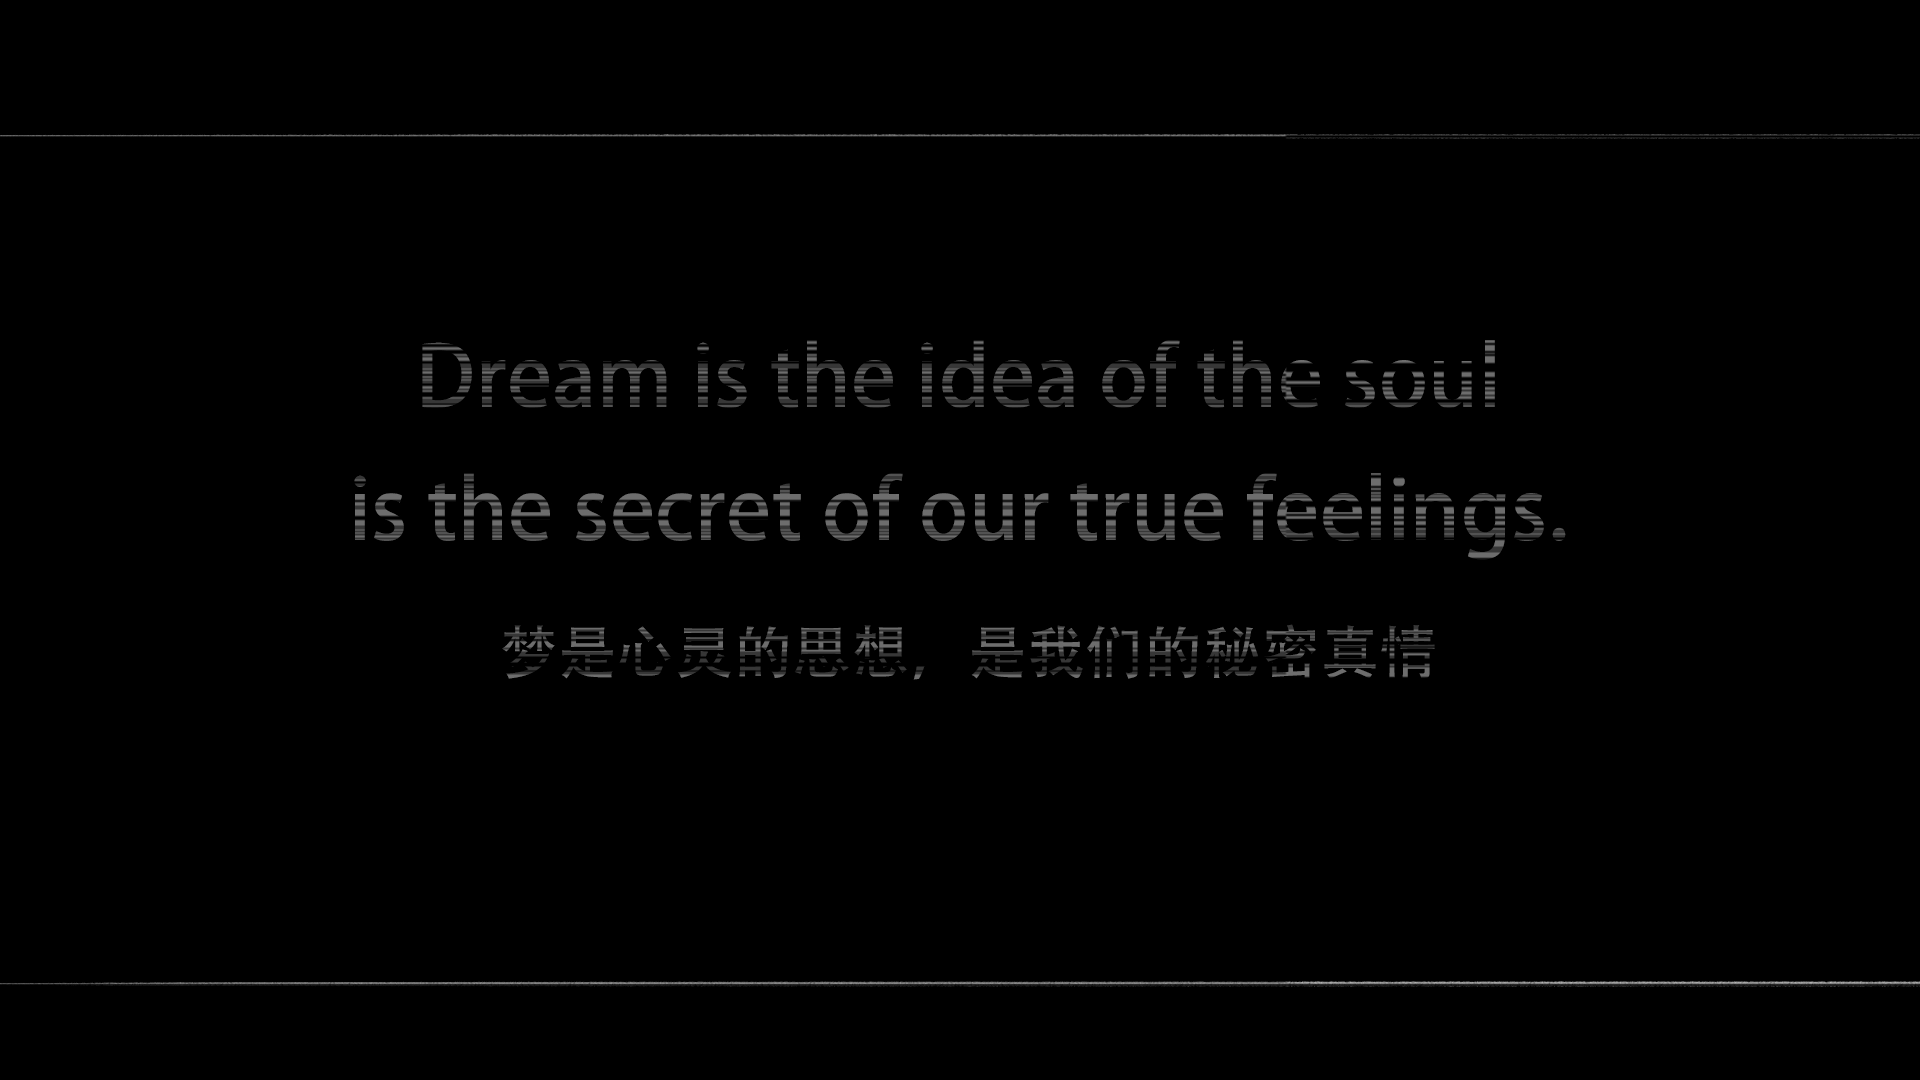 Dream is the idea of the soul
is the secret of our true feelings.
梦是心灵的思想，是我们的秘密真情